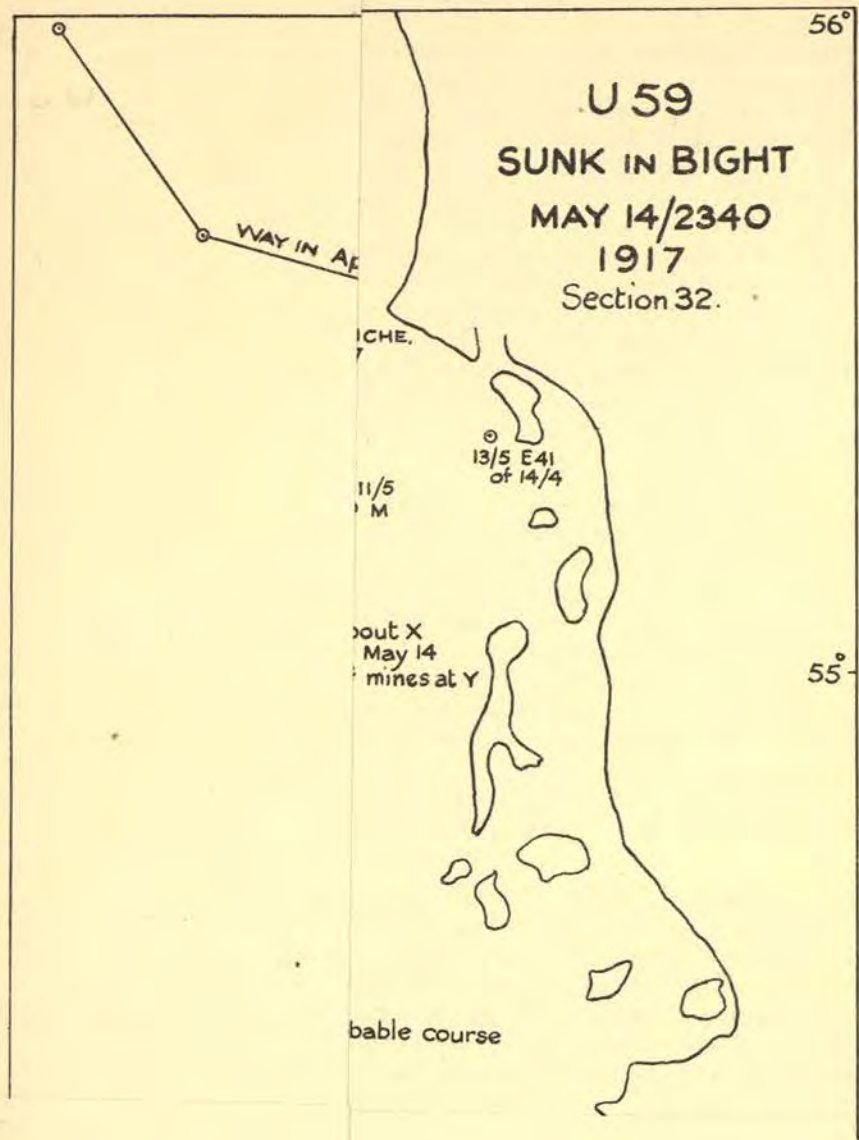 56°
U 59
SUNK IN BIGHT
MAY 14/2340
1917
Section 32.
WAY IN Ap
ICHE.
13/5 E41
of 14/4
11/5
M
out X
May 14
mines at Y
55°
bable course